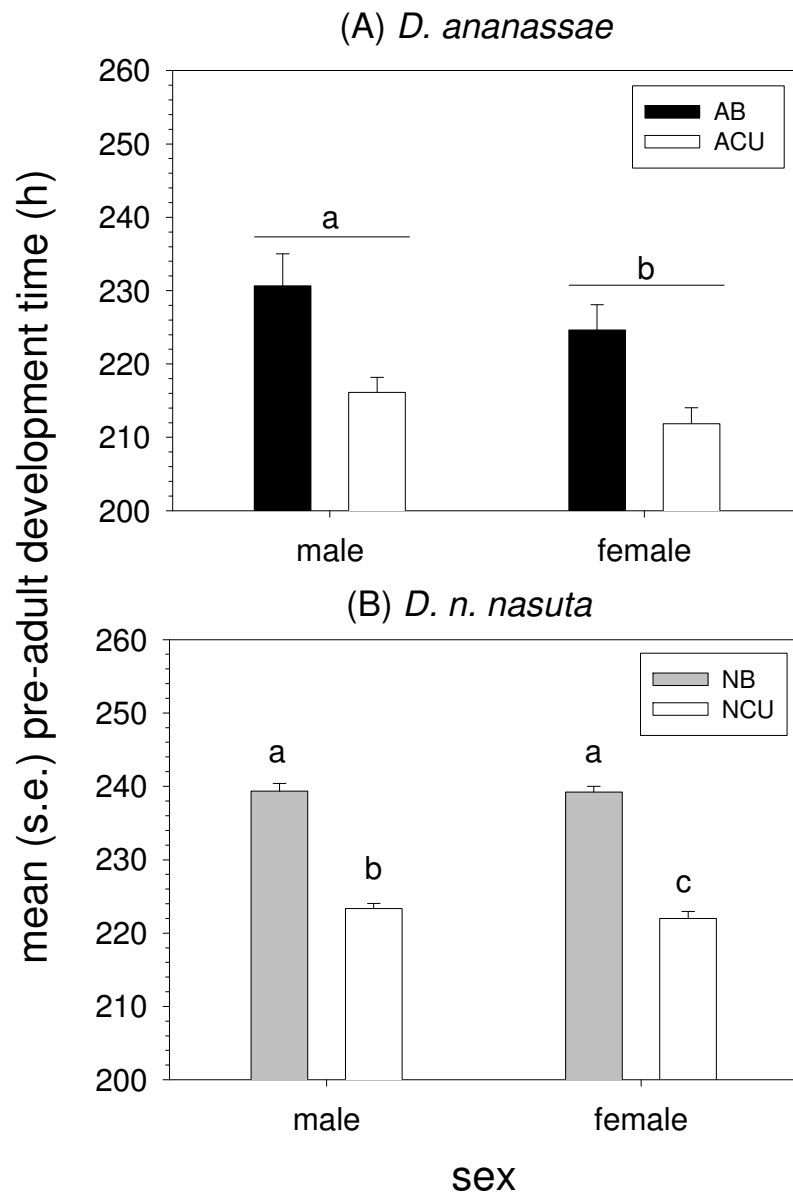 (A) D. ananassae
mean (s.e.) pre-adult development time (h)
260
250
240
230
220
210
200
AB
ACU
a
b
male
female
(B) D. n. nasuta
260
250
240
230
220
210
200
NB
NCU
a
a
b
c
male
female
sex